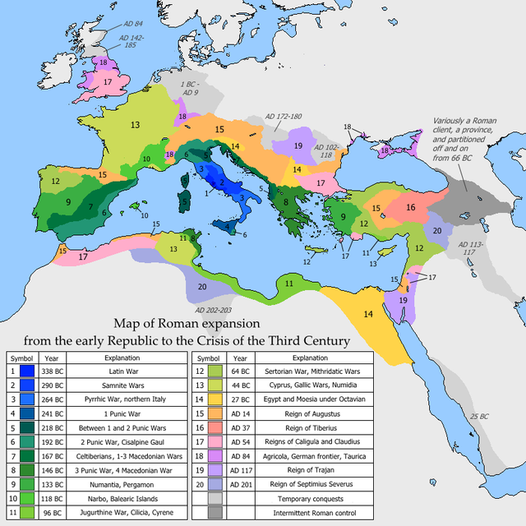 AD 84
AD 142-
185
18
17
1 BC -
AD 9
18
13
15
AD 172-180
18
Variously a Roman
client, a province,
and partitioned
off and on
from 66 BC
18
19
AD 102-
118
18
14
14
10
18
6
5
12
15
3
2
1
3
5
17
9
7
6
5
5
8
9
15
16
12
20
4
6
10
15
12
17
11
13
12
AD 113-
117
15
17
11
8
13
15
17
20
11
14
19
AD 202-203
25 BC
Map of Roman expansion
from the early Republic to the Crisis of the Third Century
Symbol Year Explanation Symbol Year Explanation
1 338 BC Latin War 12 64 BC Sertorian War, Mithridatic Wars
2 290 BC Samnite Wars 13 44 BC Cyprus, Gallic Wars, Numidia
3 264 BC Pyrrhic War, northern Italy 14 27 BC Egypt and Moesia under Octavian
4 241 BC 1 Punic War 15 AD 14 Reign of Augustus
5 218 BC Between 1 and 2 Punic Wars 16 AD 37 Reign of Tiberius
6 192 BC 2 Punic War, Cisalpine Gaul 17 AD 54 Reigns of Caligula and Claudius
7 167 BC Celtiberians, 1-3 Macedonian Wars 18 AD 84 Agricola, German frontier, Taurica
8 146 BC 3 Punic War, 4 Macedonian War 19 AD 117 Reign of Trajan
9 133 BC Numantia, Pergamon 20 AD 201 Reign of Septimius Severus
10 118 BC Narbo, Balearic Islands Temporary conquests
11 96 BC Jugurthine War, Cilicia, Cyrene Intermittent Roman control